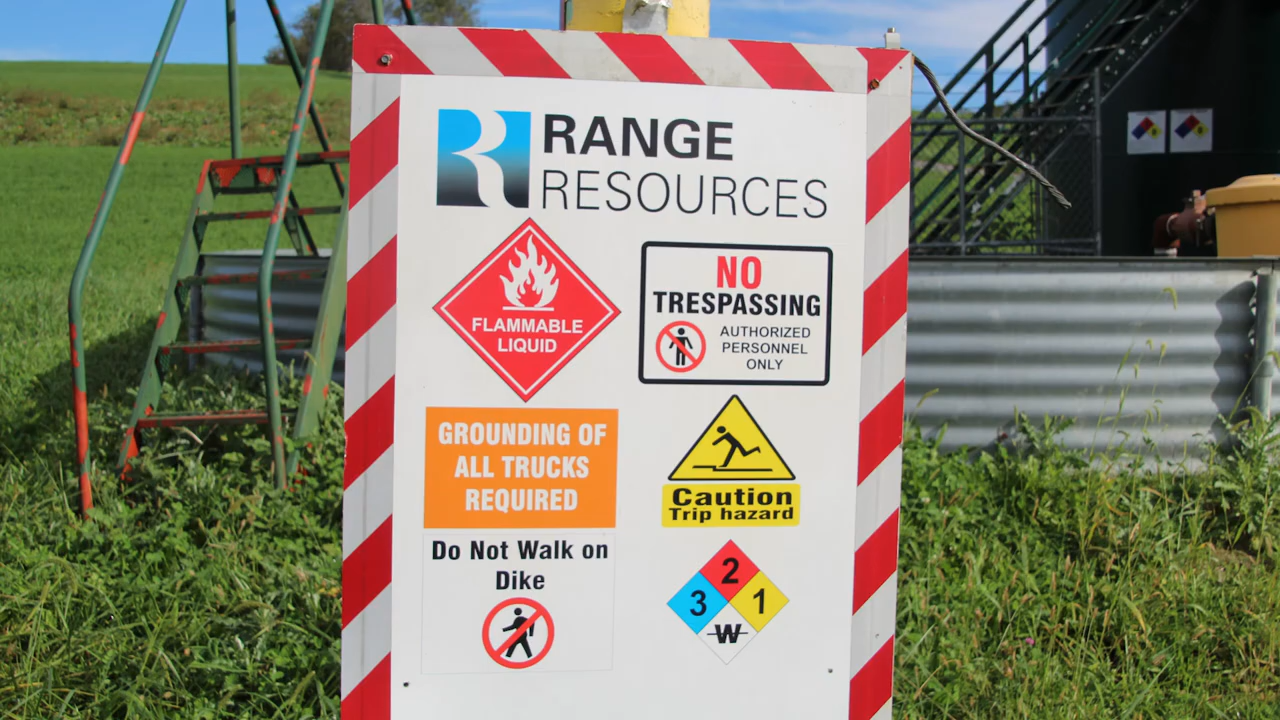 RANGE
RESOURCES
FLAMMABLE
LIQUID
NO
TRESPASSING
AUTHORIZED
PERSONNEL
ONLY
GROUNDING OF
ALL TRUCKS
REQUIRED
Caution
Trip hazard
Do Not Walk on
Dike
2
3 1
W